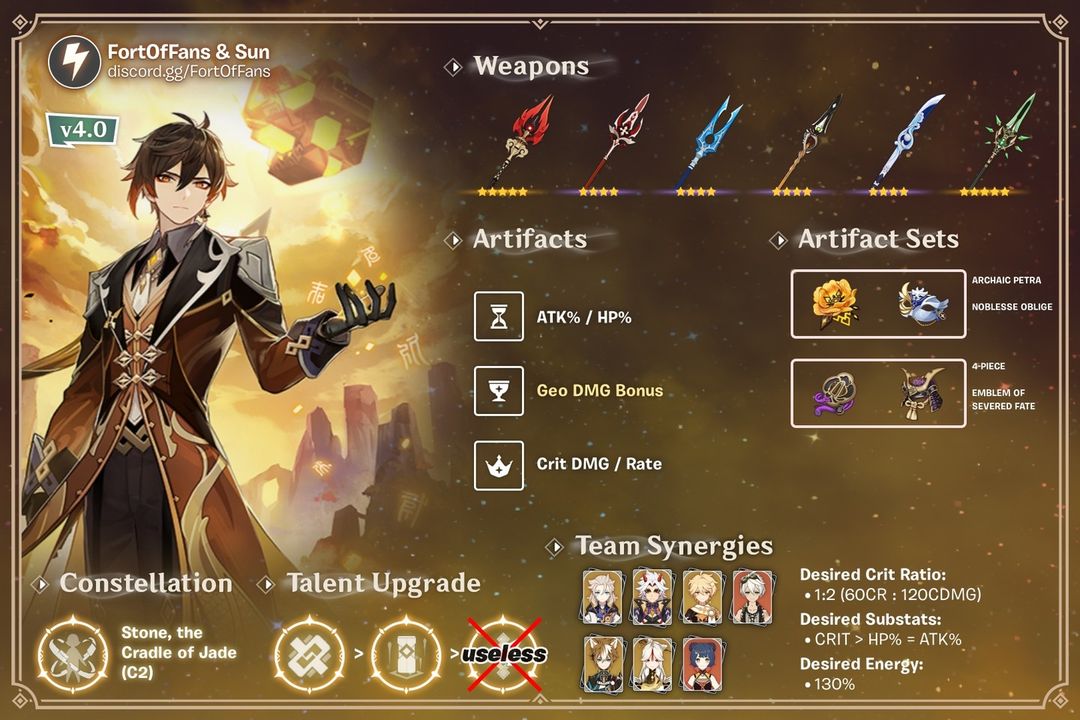 FortOfFans & Sun
discord.gg/FortOfFans
v4.0
Weapons
Artifacts
ATK% / HP%
Geo DMG Bonus
Crit DMG / Rate
Artifact Sets
ARCHAIC PETRA
NOBLESSE OBLIGE
4-PIECE
EMBLEM OF
SEVERED FATE
Constellation
Stone, the
Cradle of Jade
(C2)
Talent Upgrade
> > useless
Team Synergies
Desired Crit Ratio:
• 1:2 (60CR : 120CDMG)
Desired Substats:
• CRIT > HP% = ATK%
Desired Energy:
• 130%